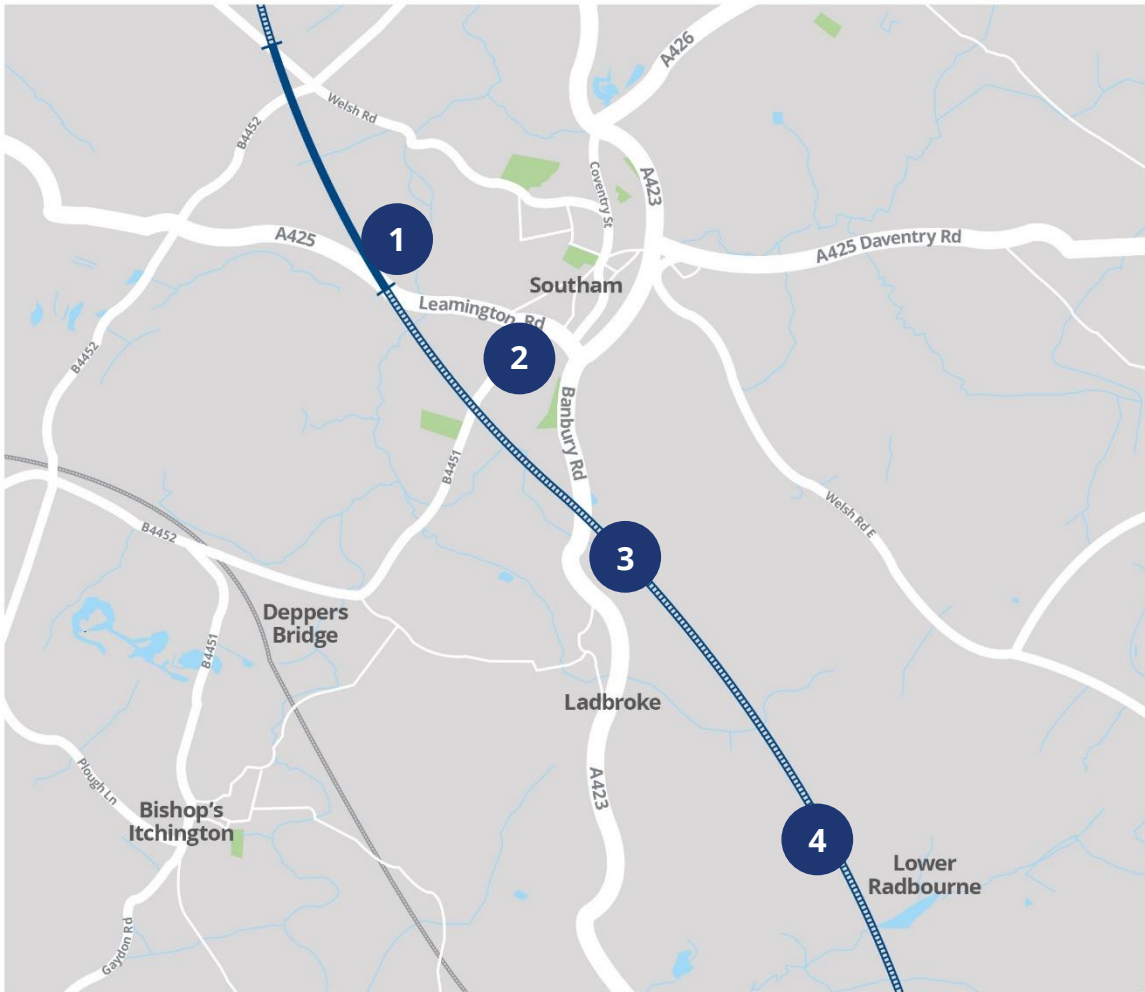 A426
Welsh Rd
B4452
A423
Coventry St
A425
1
A425 Daventry Rd
Southam
Leamington Rd
2
B4452
Banbury Rd
B4451
Welsh Rd E
B4452
3
Deppers
Bridge
B4451
Ladbroke
Plough Ln
A423
Bishop's
Itchington
4
Lower
Radbourne
Gaydon Rd